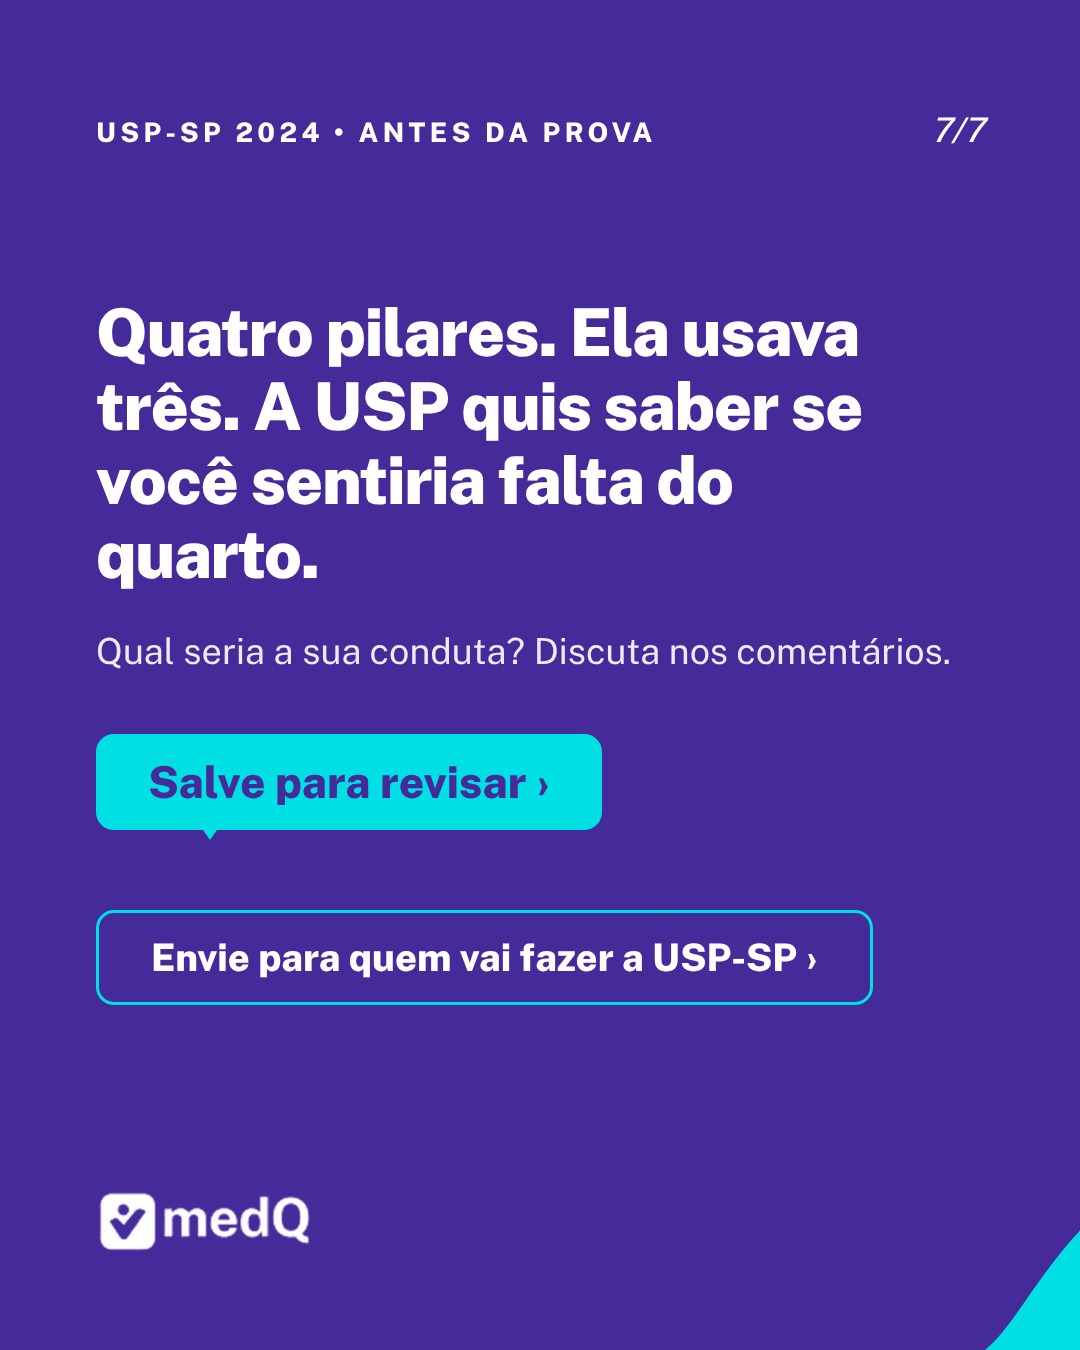 USP-SP 2024 • ANTES DA PROVA
7/7
Quatro pilares. Ela usava
três. A USP quis saber se
você sentiria falta do
quarto.
Qual seria a sua conduta? Discuta nos comentários.
Salve para revisar ›
Envie para quem vai fazer a USP-SP ›
medQ